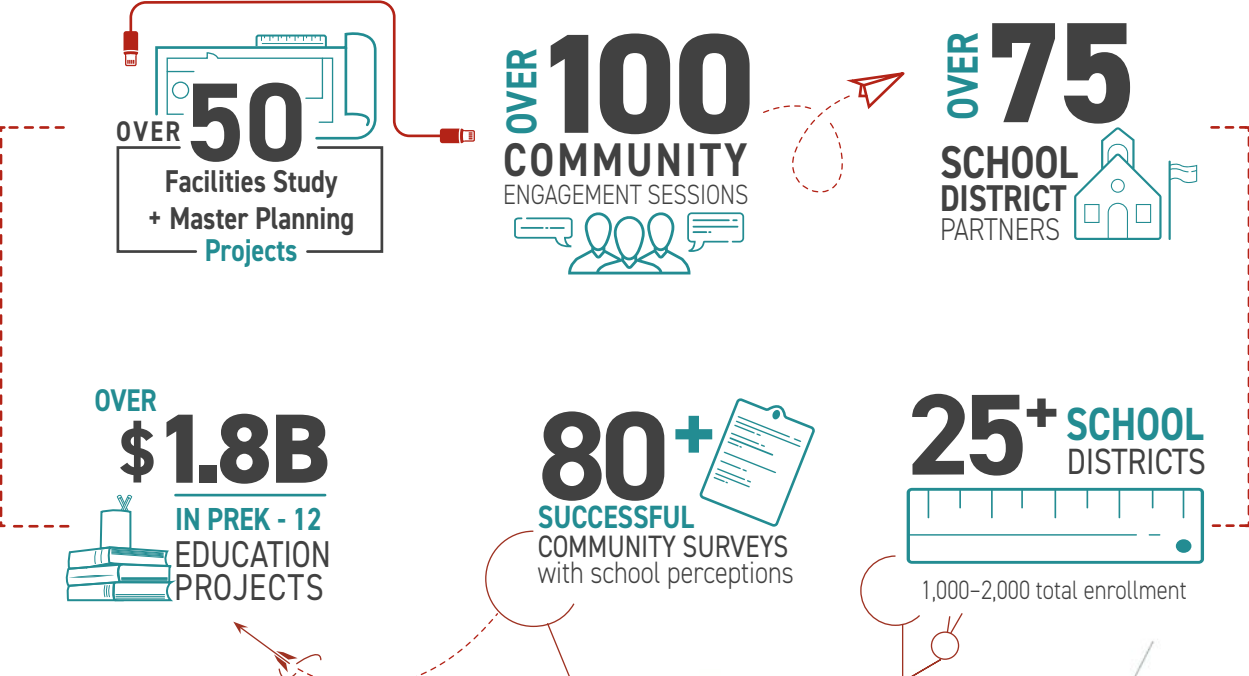 OVER 50
Facilities Study
+ Master Planning
Projects
OVER 100
COMMUNITY
ENGAGEMENT SESSIONS
OVER 75
SCHOOL
DISTRICT
PARTNERS
OVER
$1.8B
IN PREK - 12
EDUCATION
PROJECTS
80+
SUCCESSFUL
COMMUNITY SURVEYS
with school perceptions
25+ SCHOOL
DISTRICTS
1,000–2,000 total enrollment